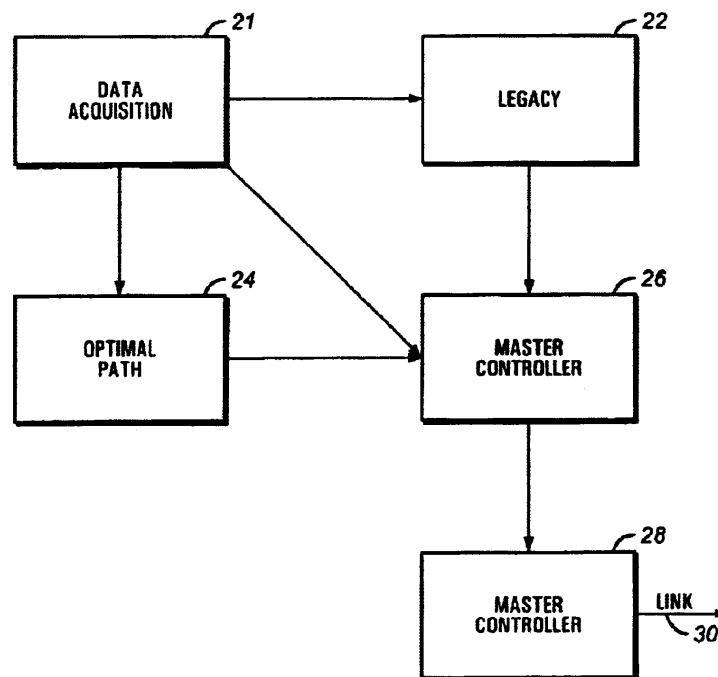 21
DATA
ACQUISITION
22
LEGACY
24
OPTIMAL
PATH
26
MASTER
CONTROLLER
28
MASTER
CONTROLLER
LINK
30